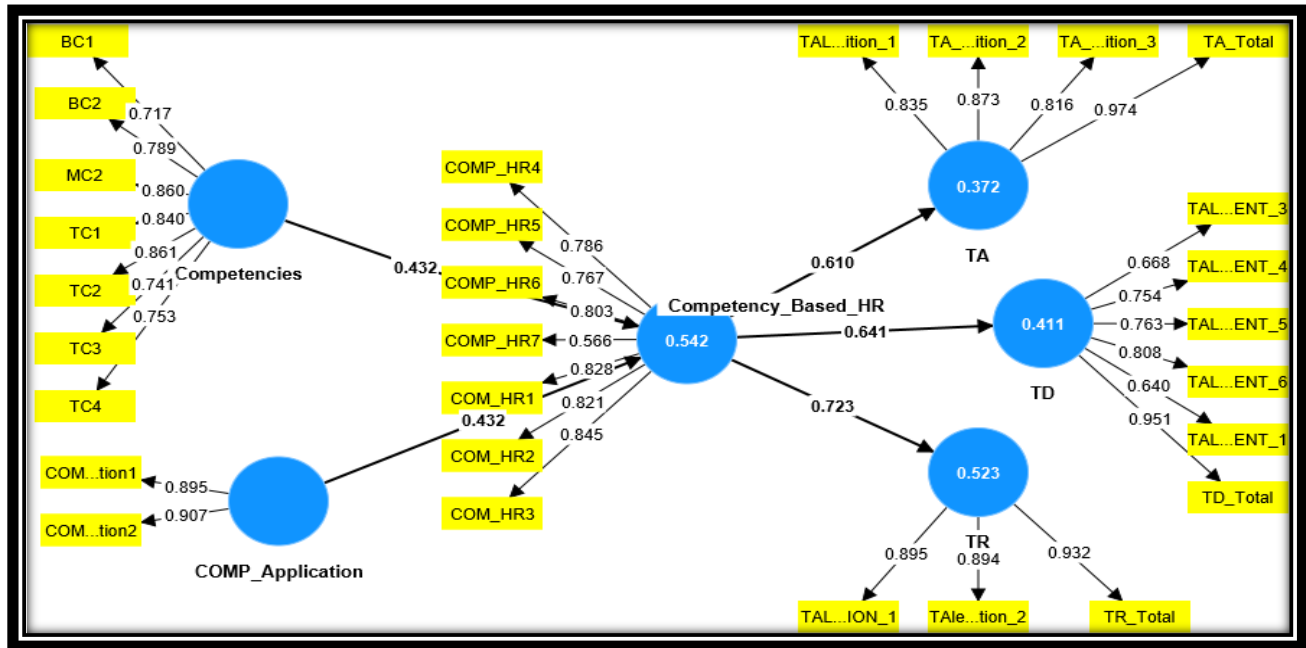 BC1
BC2
MC2
TC1
TC2
TC3
TC4
0.717
0.789
0.860
0.840
0.861
0.741
0.753
Competencies
COM...tion1
COM...tion2
0.895
0.907
COMP_Application
0.432
0.432
COMP_HR4
COMP_HR5
COMP_HR6
COMP_HR7
COM_HR1
COM_HR2
COM_HR3
0.786
0.767
0.803
0.566
0.828
0.821
0.845
Competency_Based_HR
0.542
0.610
0.641
0.723
TAL...ition_1
TA_...ition_2
TA_...ition_3
TA_Total
0.835
0.873
0.816
0.974
0.372
TA
TAL...ENT_3
TAL...ENT_4
TAL...ENT_5
TAL...ENT_6
TAL...ENT_1
TD_Total
0.668
0.754
0.763
0.808
0.640
0.951
0.411
TD
0.523
TR
0.895
0.894
0.932
TAL...ION_1
TAle...tion_2
TR_Total